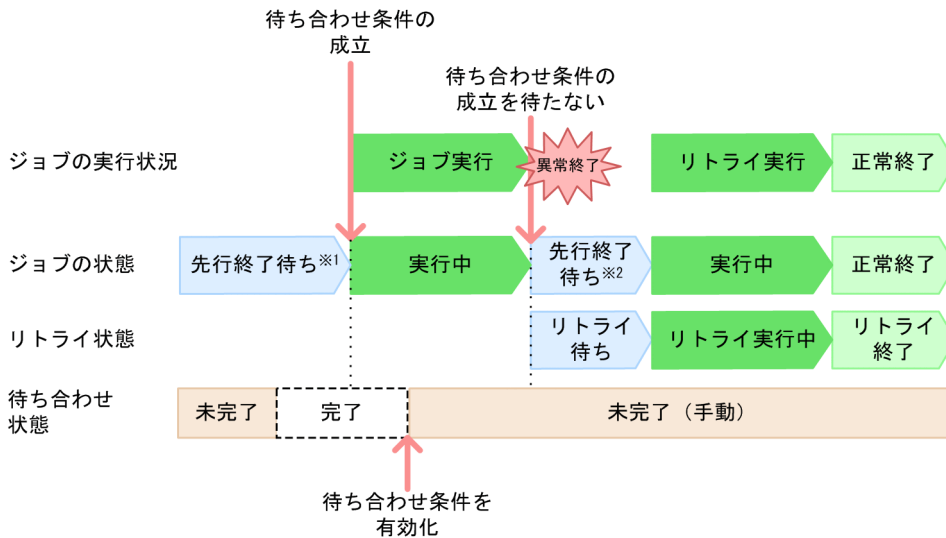 待ち合わせ条件の
成立
待ち合わせ条件の
成立を待たない
ジョブの実行状況
ジョブ実行
異常終了
リトライ実行
正常終了
ジョブの状態
先行終了待ち※1
実行中
先行終了
待ち※2
実行中
正常終了
リトライ状態
リトライ
待ち
リトライ実行中
リトライ
終了
待ち合わせ
状態
未完了
完了
未完了（手動）
待ち合わせ条件を
有効化